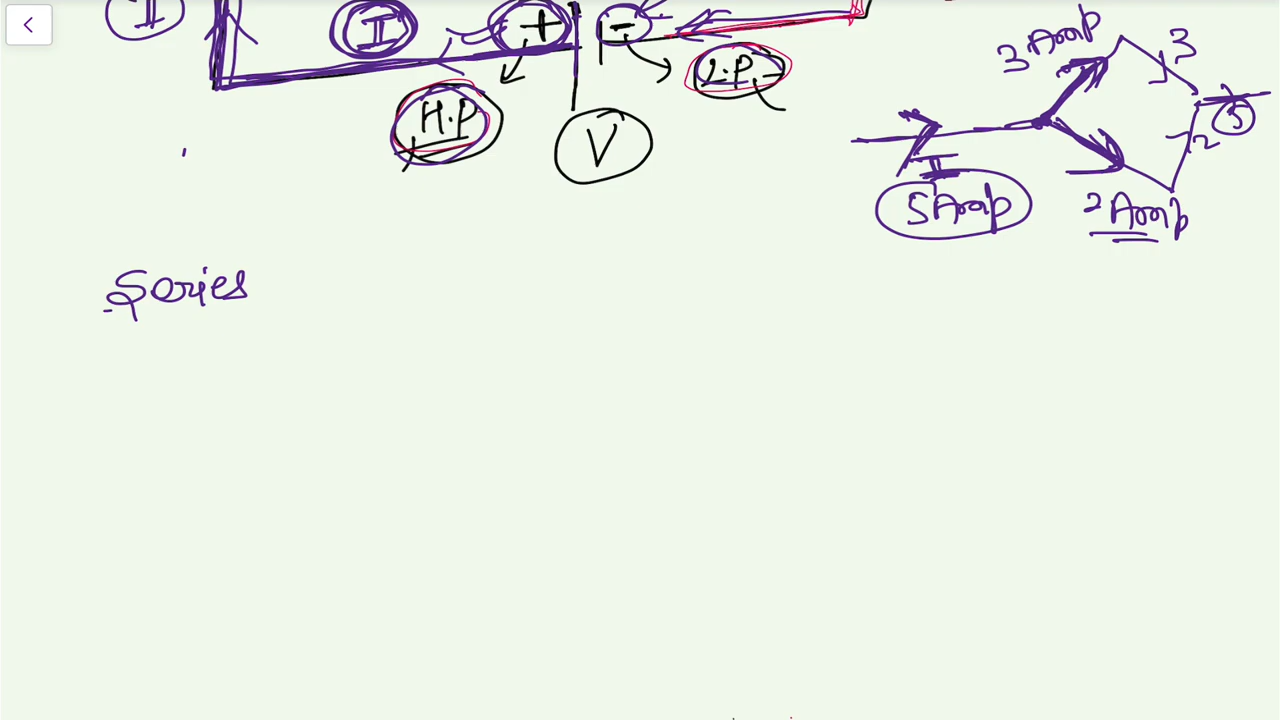 I I + -
H.P L.P
V
3 Amp 3
I 5
5 Amp 2 Amp 2
Series